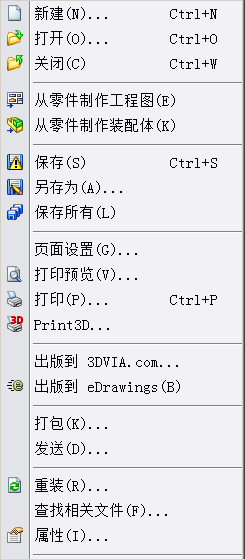 新建(N)... Ctrl+N
打开(O)... Ctrl+O
关闭(C) Ctrl+W
从零件制作工程图(E)
从零件制作装配体(K)
保存(S) Ctrl+S
另存为(A)...
保存所有(L)
页面设置(G)...
打印预览(V)...
打印(P)... Ctrl+P
Print3D...
出版到 3DVIA.com...
出版到 eDrawings(B)
打包(K)...
发送(D)...
重装(R)...
查找相关文件(F)...
属性(I)...